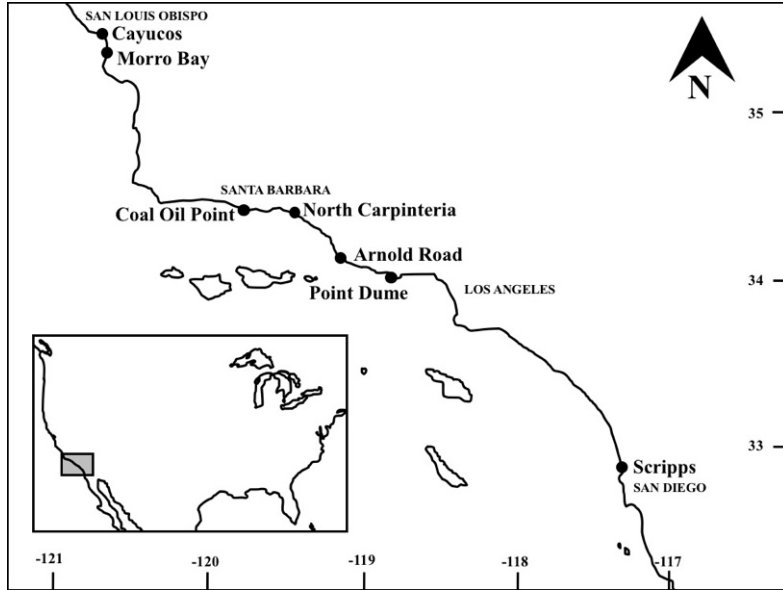 SAN LOUIS OBISPO
Cayucos
Morro Bay
N
35
SANTA BARBARA
Coal Oil Point
North Carpinteria
Arnold Road
34
Point Dume
LOS ANGELES
33
Scripps
SAN DIEGO
-121
-120
-119
-118
-117